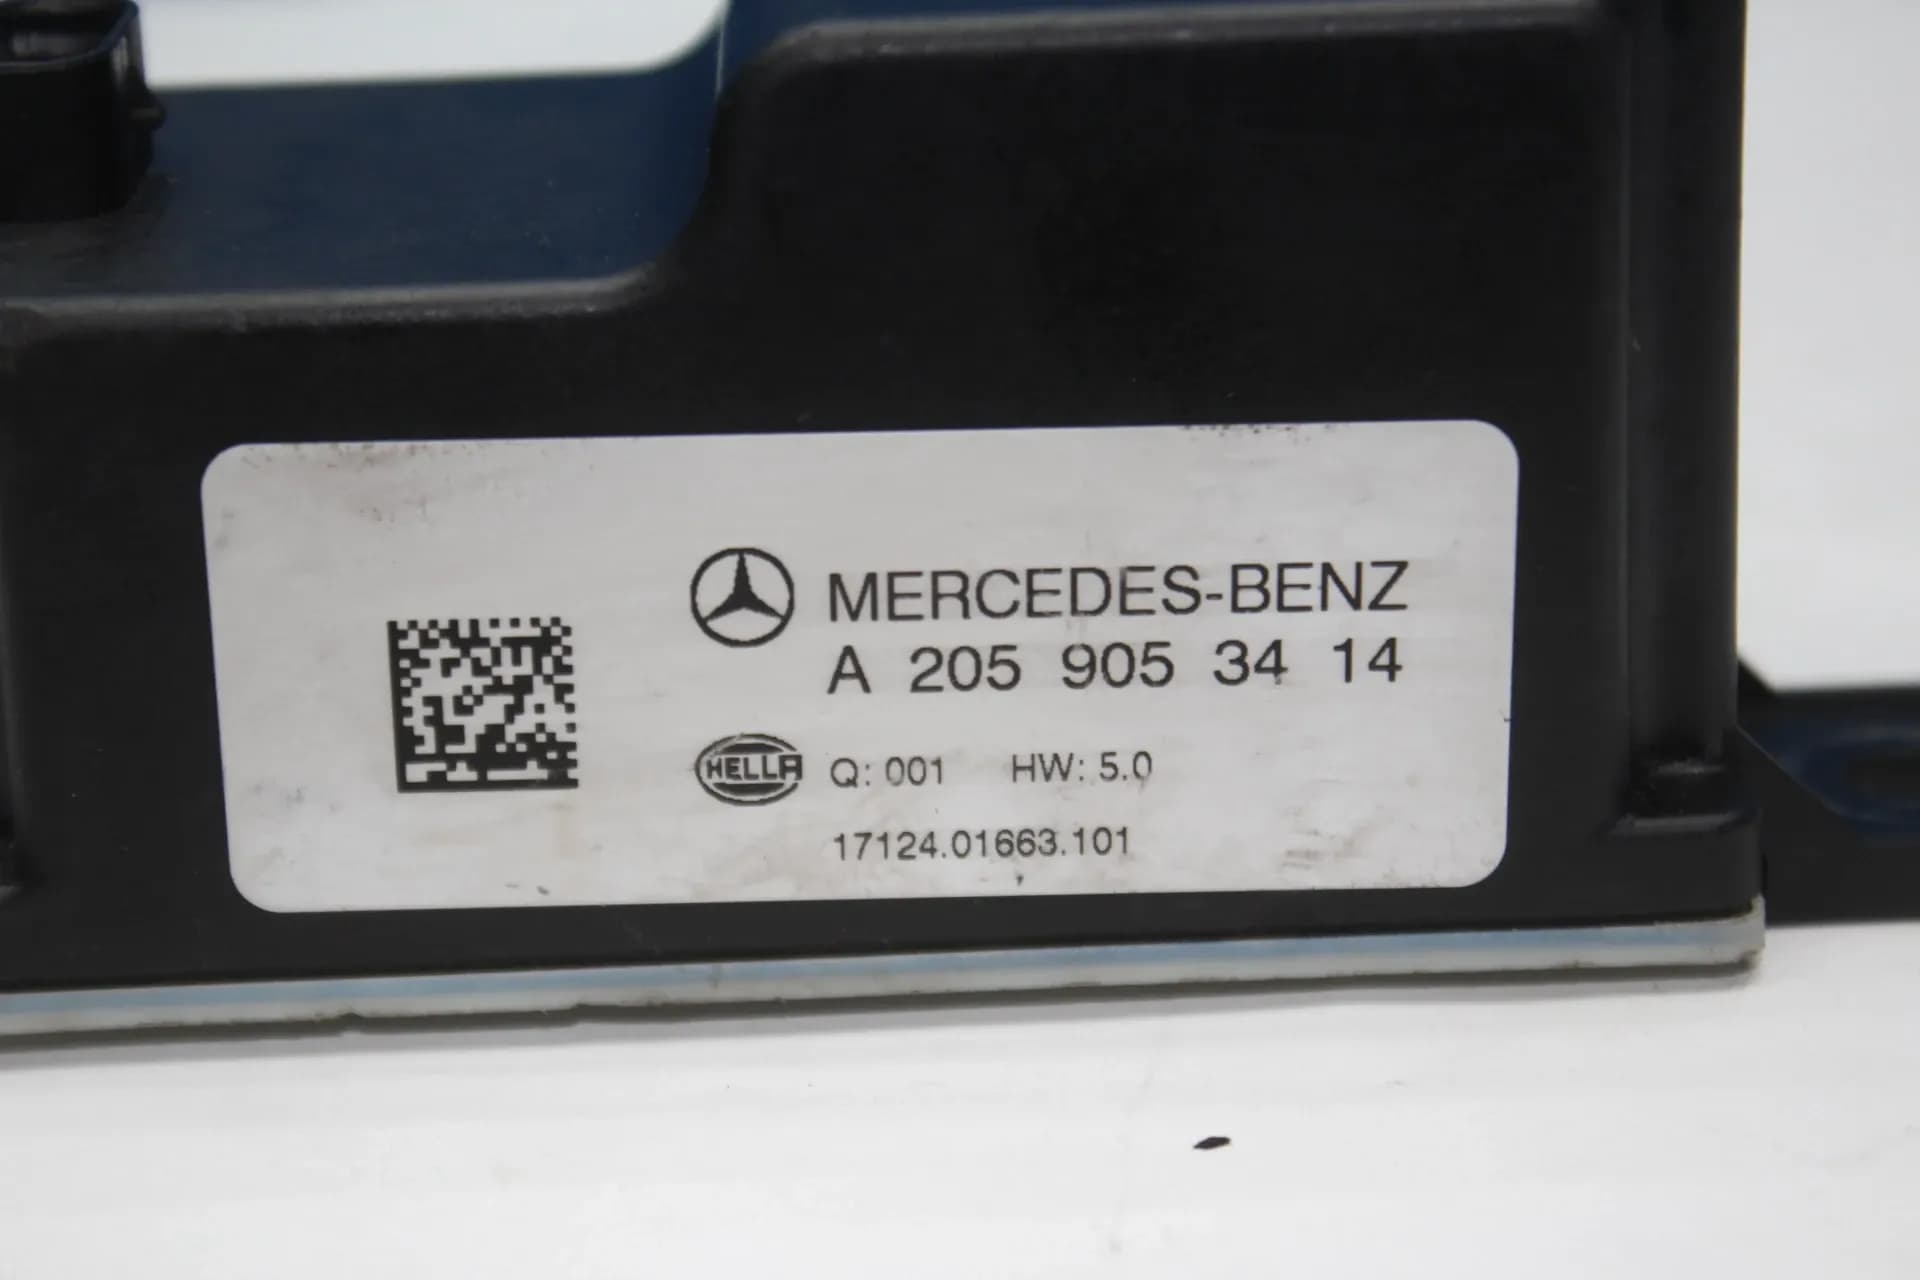 MERCEDES-BENZ
A 205 905 34 14
HELLA Q: 001 HW: 5.0
17124.01663.101